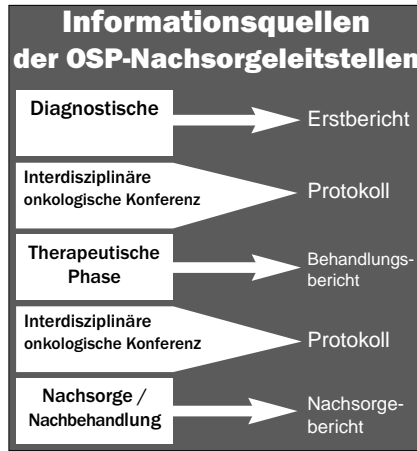 Informationsquellen
der OSP-Nachsorgeleitstellen
Diagnostische
Erstbericht
Interdisziplinäre
onkologische Konferenz
Protokoll
Therapeutische
Phase
Behandlungs-
bericht
Interdisziplinäre
onkologische Konferenz
Protokoll
Nachsorge /
Nachbehandlung
Nachsorge-
bericht